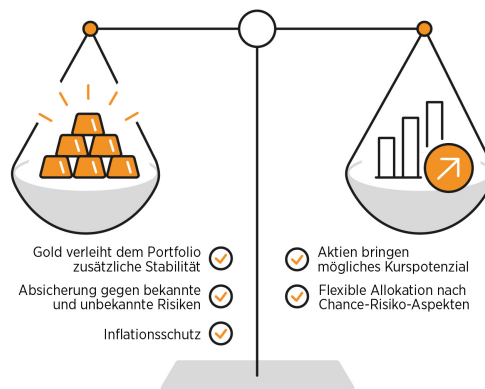 Gold verleiht dem Portfolio
zusätzliche Stabilität
Absicherung gegen bekannte
und unbekannte Risiken
Inflationsschutz
Aktien bringen
mögliches Kurspotenzial
Flexible Allokation nach
Chance-Risiko-Aspekten